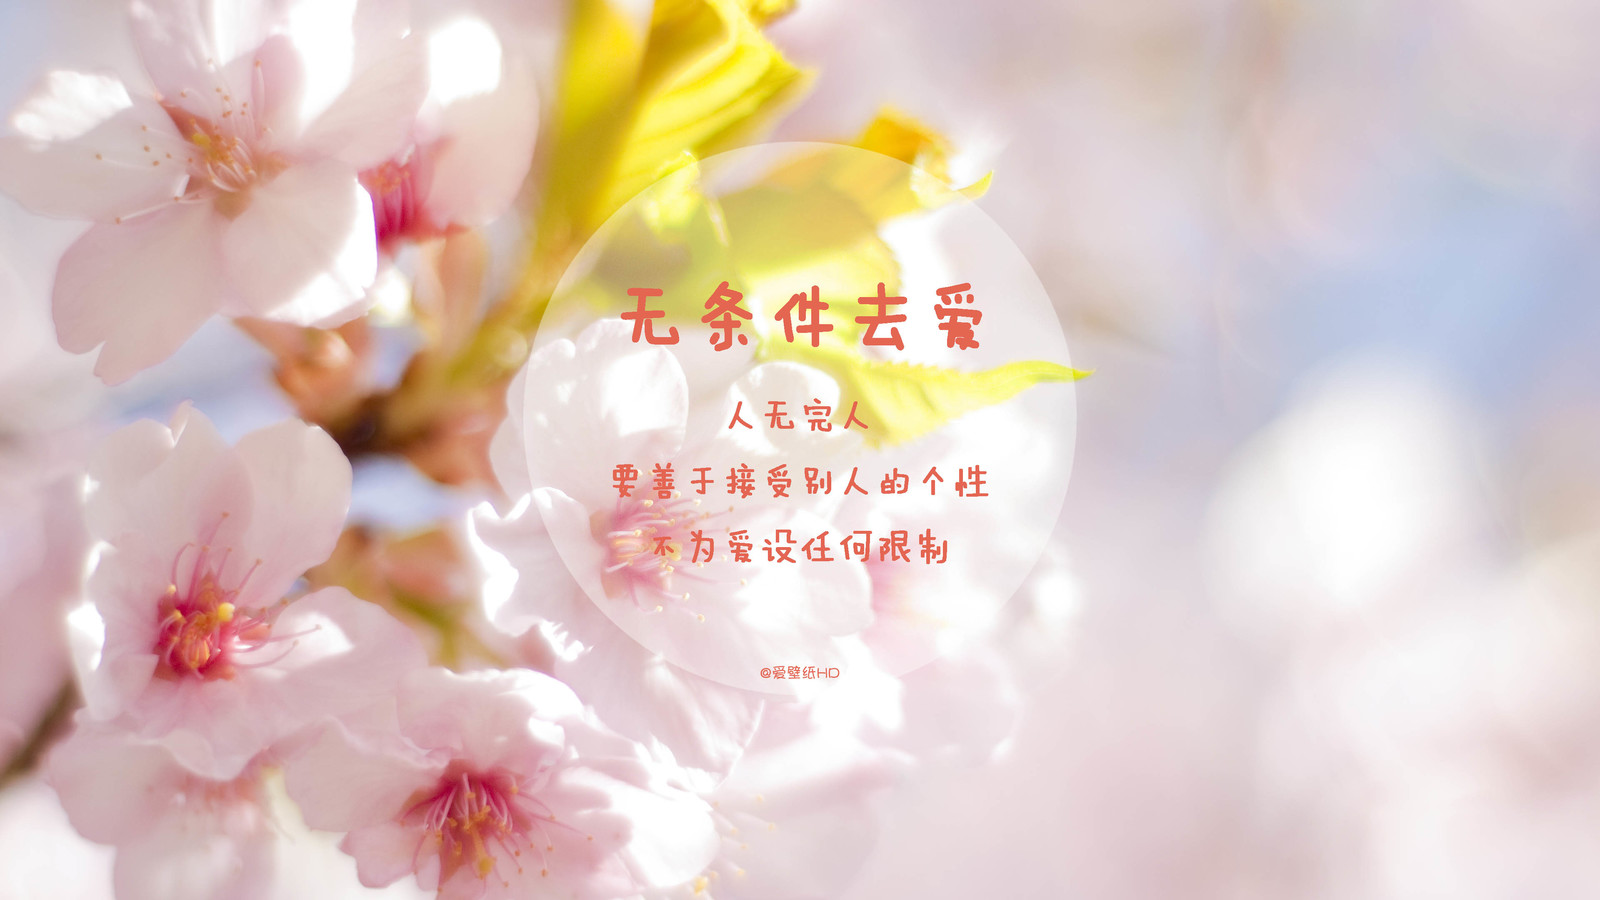 无条件去爱
人无完人
要善于接受别人的个性
不为爱设任何限制
@爱壁纸HD